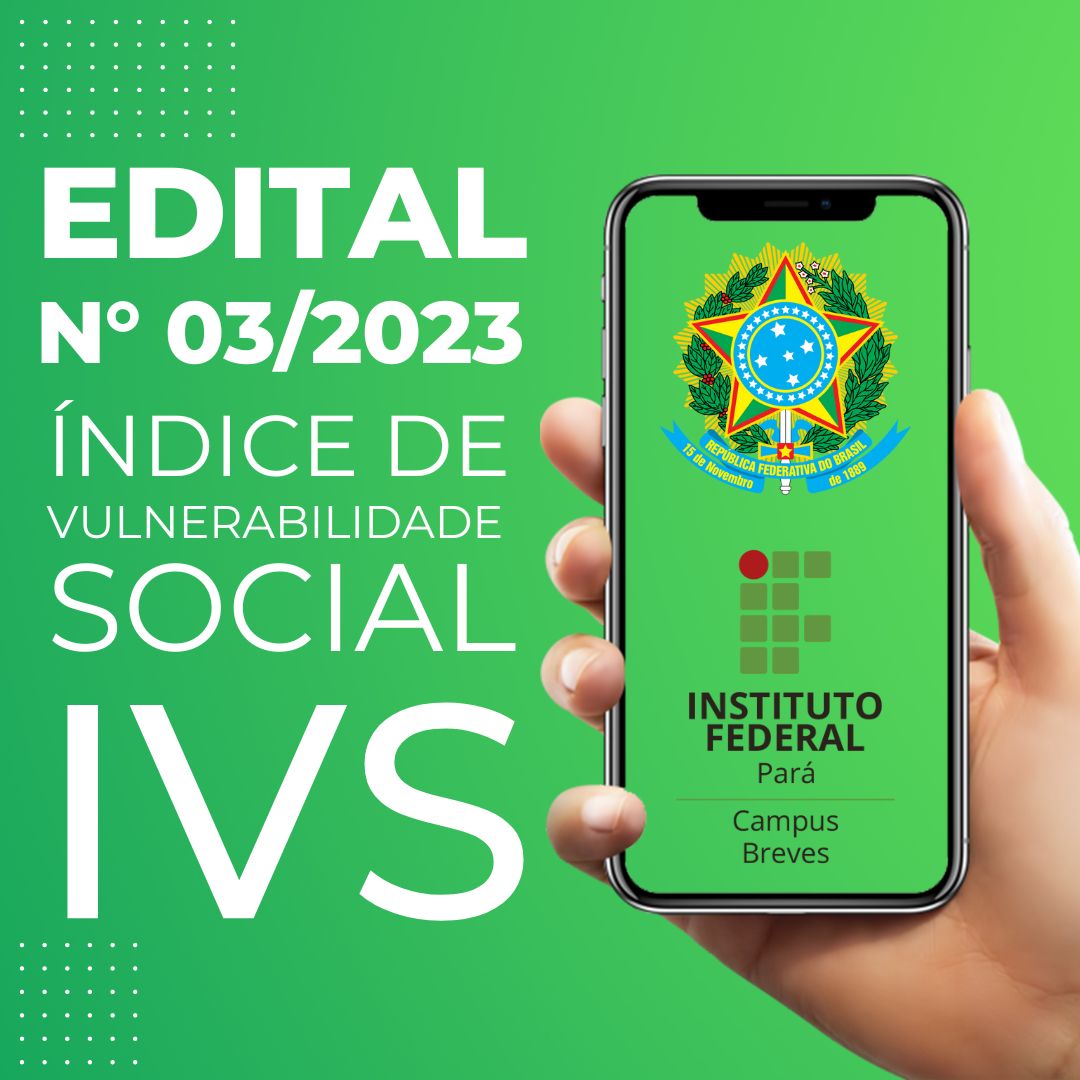 EDITAL
N° 03/2023
ÍNDICE DE
VULNERABILIDADE
SOCIAL
IVS
REPÚBLICA FEDERATIVA DO BRASIL
15 de Novembro
de 1889
INSTITUTO
FEDERAL
Pará
Campus
Breves